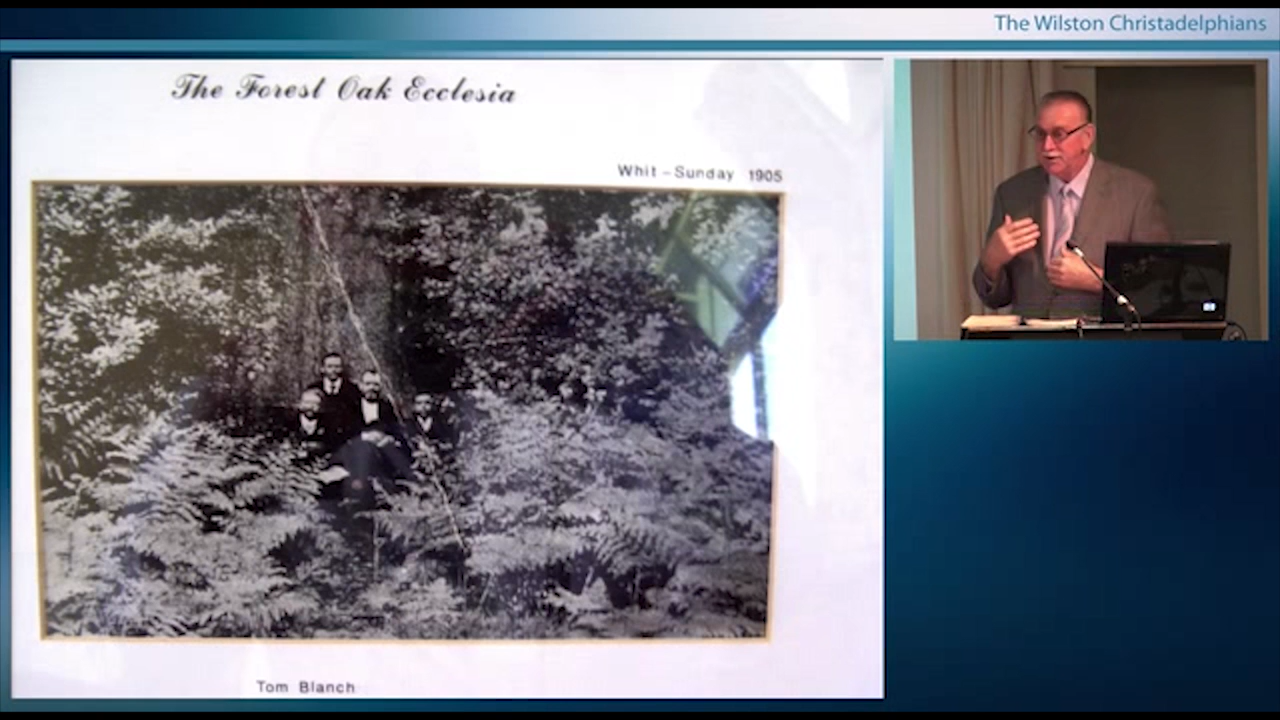 The Wilston Christadelphians
The Forest Oak Ecclesia
Whit - Sunday 1905
Tom Blanch